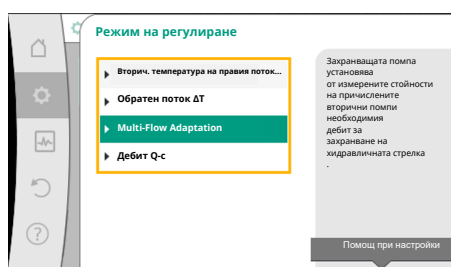 Режим на регулиране
Вторич. температура на правия поток...
Обратен поток ΔT
Multi-Flow Adaptation
Дебит Q-c
Захранващата помпа
установява
от измерените стойности
на причислените
вторични помпи
необходимия
дебит за
захранване на
хидравличната стрелка
.
Помощ при настройки